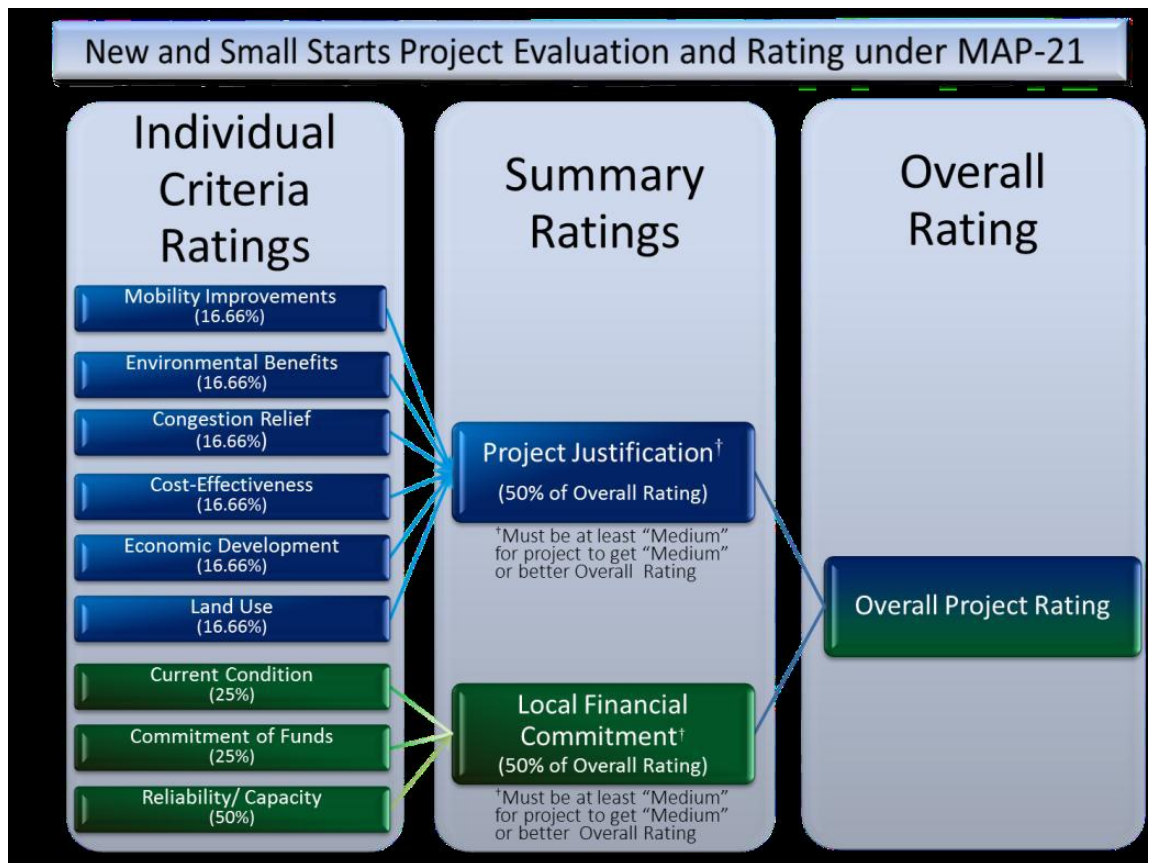 New and Small Starts Project Evaluation and Rating under MAP-21
Individual
Criteria
Ratings
Mobility Improvements
(16.66%)
Environmental Benefits
(16.66%)
Congestion Relief
(16.66%)
Cost-Effectiveness
(16.66%)
Economic Development
(16.66%)
Land Use
(16.66%)
Current Condition
(25%)
Commitment of Funds
(25%)
Reliability/ Capacity
(50%)
Summary
Ratings
Project Justification†
(50% of Overall Rating)
†Must be at least “Medium”
for project to get “Medium”
or better Overall Rating
Local Financial
Commitment†
(50% of Overall Rating)
†Must be at least “Medium”
for project to get “Medium”
or better Overall Rating
Overall
Rating
Overall Project Rating